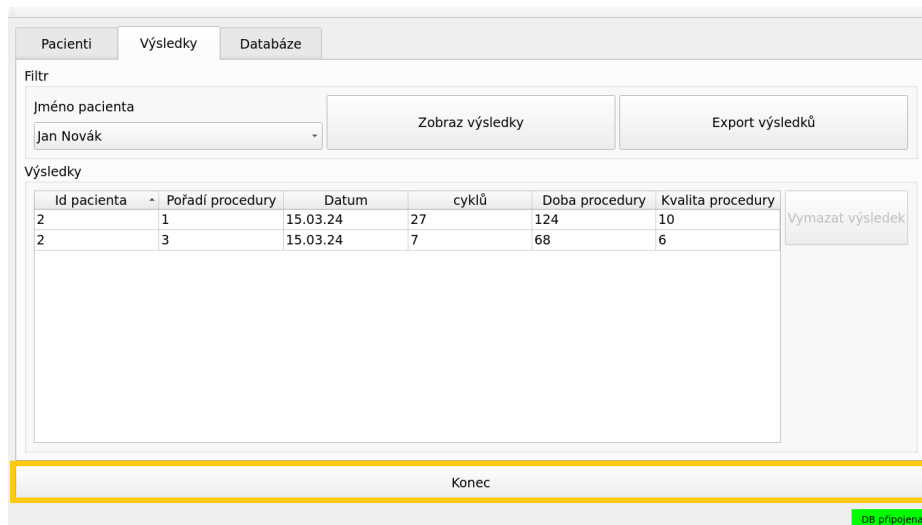 Pacienti Výsledky Databáze
Filtr
Jméno pacienta
Jan Novák
Zobraz výsledky
Export výsledků
Výsledky
Id pacienta Pořadí procedury Datum cyklů Doba procedury Kvalita procedury
2 1 15.03.24 27 124 10
2 3 15.03.24 7 68 6
Vymazat výsledek
Konec
DB připojena